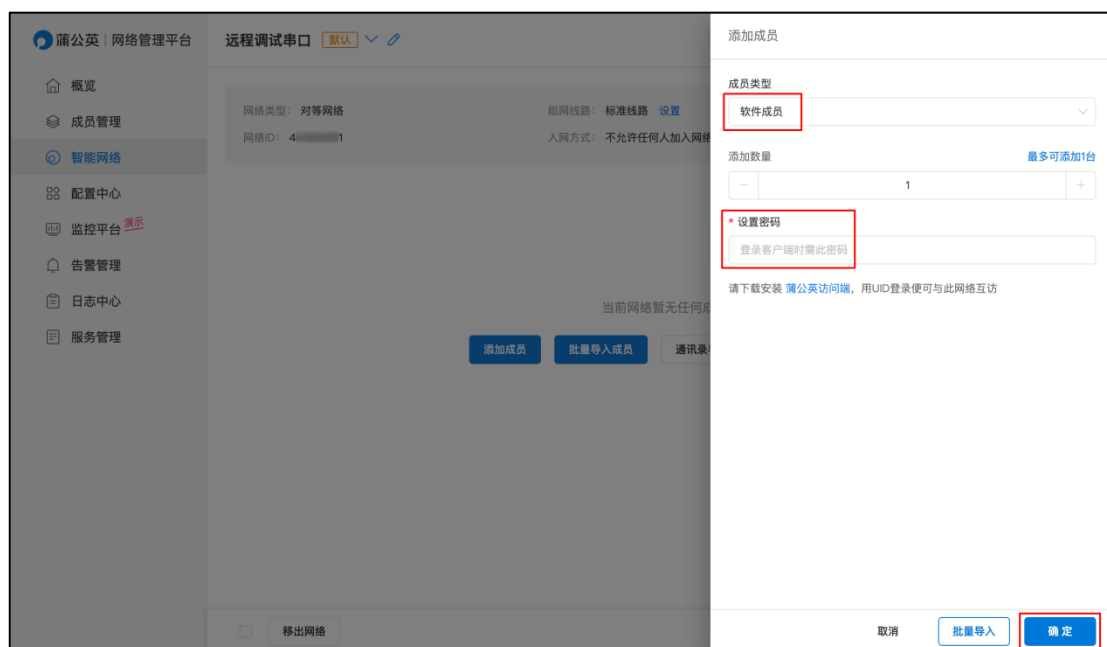 蒲公英 | 网络管理平台
概览
成员管理
智能网络
配置中心
监控平台 演示
告警管理
日志中心
服务管理
远程调试串口 默认
网络类型： 对等网络
组网线路： 标准线路 设置
网络ID： 4 1
入网方式： 不允许任何人加入网络
当前网络暂无任何成
添加成员 批量导入成员 通讯录
移出网络
添加成员
成员类型
软件成员
添加数量 最多可添加1台
− 1 +
* 设置密码
登录客户端时需此密码
请下载安装 蒲公英访问端，用UID登录便可与此网络互访
取消 批量导入 确 定